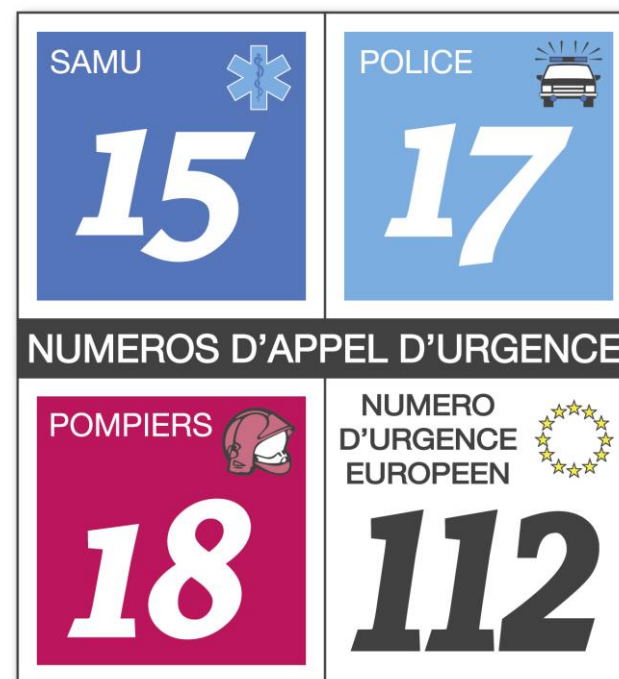 SAMU
15
POLICE
17
NUMEROS D'APPEL D'URGENCE
POMPIERS
18
NUMERO
D'URGENCE
EUROPEEN
112